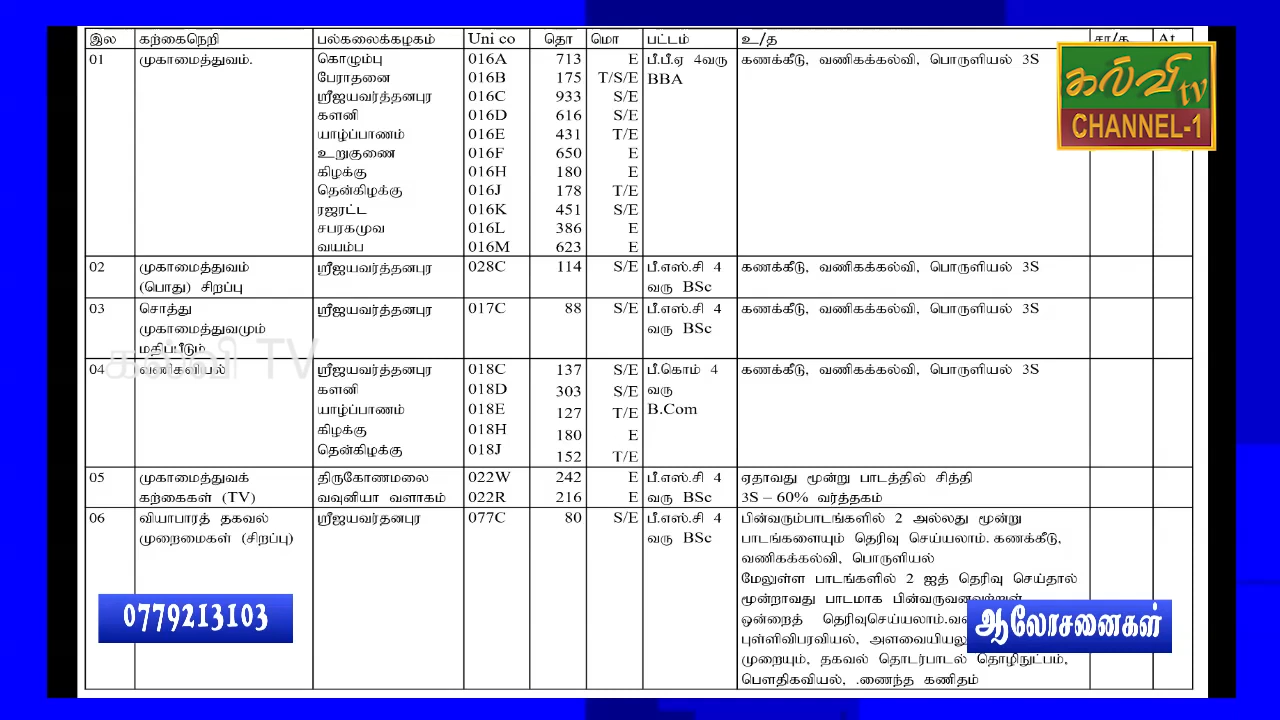 இல கற்கைநெறி பல்கலைக்கழகம் Uni co தொ மொ பட்டம் உ/த சா/த At
01 முகாமைத்துவம். கொழும்பு 016A 713 E பீ.பீ.ஏ 4வரு கணக்கீடு, வணிகக்கல்வி, பொருளியல் 3S
பேராதனை 016B 175 T/S/E BBA
ஸ்ரீஜயவர்த்தனபுர 016C 933 S/E
களனி 016D 616 S/E
யாழ்ப்பாணம் 016E 431 T/E
உறுகுணை 016F 650 E
கிழக்கு 016H 180 E
தென்கிழக்கு 016J 178 T/E
ரஜரட்ட 016K 451 S/E
சபரகமுவ 016L 386 E
வயம்ப 016M 623 E
02 முகாமைத்துவம் ஸ்ரீஜயவர்த்தனபுர 028C 114 S/E பீ.எஸ்.சி 4 கணக்கீடு, வணிகக்கல்வி, பொருளியல் 3S
(பொது) சிறப்பு வரு BSc
03 சொத்து ஸ்ரீஜயவர்த்தனபுர 017C 88 S/E பீ.எஸ்.சி 4 கணக்கீடு, வணிகக்கல்வி, பொருளியல் 3S
முகாமைத்துவமும் வரு BSc
மதிப்பீடும்
04 வணிகவியல் ஸ்ரீஜயவர்த்தனபுர 018C 137 S/E பீ.கொம் 4 கணக்கீடு, வணிகக்கல்வி, பொருளியல் 3S
களனி 018D 303 S/E வரு
யாழ்ப்பாணம் 018E 127 T/E B.Com
கிழக்கு 018H 180 E
தென்கிழக்கு 018J 152 T/E
05 முகாமைத்துவக் திருகோணமலை 022W 242 E பீ.எஸ்.சி 4 ஏதாவது மூன்று பாடத்தில் சித்தி
கற்கைகள் (TV) வவுனியா வளாகம் 022R 216 E வரு BSc 3S – 60% வர்த்தகம்
06 வியாபாரத் தகவல் ஸ்ரீஜயவர்தனபுர 077C 80 S/E பீ.எஸ்.சி 4 பின்வரும்பாடங்களில் 2 அல்லது மூன்று
முறைமைகள் (சிறப்பு) வரு BSc பாடங்களையும் தெரிவு செய்யலாம். கணக்கீடு,
வணிகக்கல்வி, பொருளியல்
மேலுள்ள பாடங்களில் 2 ஐத் தெரிவு செய்தால்
மூன்றாவது பாடமாக பின்வருவனவற்றுள்
ஒன்றைத் தெரிவுசெய்யலாம்.
புள்ளிவிபரவியல்,
முறையும், தகவல் தொடர்பாடல் தொழிநுட்பம்,
பௌதிகவியல், .ணைந்த கணிதம்
கல்வி tv
CHANNEL-1
கல்வி TV
0779213103
ஆலோசனைகள்